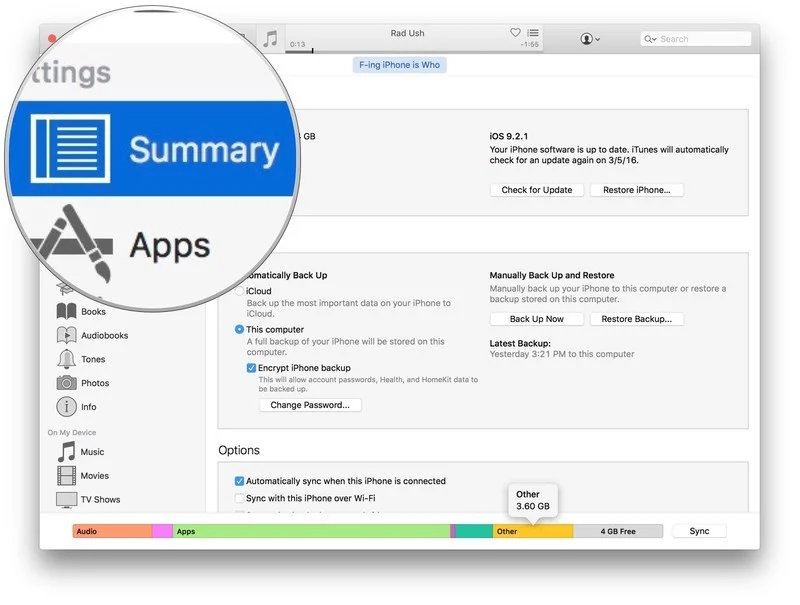 Rad Ush
0:13
-1:55
Search
F-ing iPhone is Who
ttings
Summary
Apps
GB
iOS 9.2.1
Your iPhone software is up to date. iTunes will automatically
check for an update again on 3/5/16.
Check for Update
Restore iPhone...
Books
Audiobooks
Tones
Photos
Info
On My Device
Music
Movies
TV Shows
omatically Back Up
iCloud
Back up the most important data on your iPhone to
iCloud.
This computer
A full backup of your iPhone will be stored on this
computer.
Encrypt iPhone backup
This will allow account passwords, Health, and HomeKit data to
be backed up.
Change Password...
Manually Back Up and Restore
Manually back up your iPhone to this computer or restore a
backup stored on this computer.
Back Up Now
Restore Backup...
Latest Backup:
Yesterday 3:21 PM to this computer
Options
Automatically sync when this iPhone is connected
Sync with this iPhone over Wi-Fi
Other
3.60 GB
Audio
Apps
Other
4 GB Free
Sync